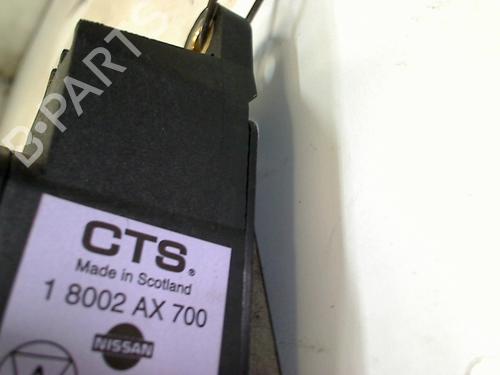 B-PARTS
CTS®
Made in Scotland
1 8002 AX 700
NISSAN